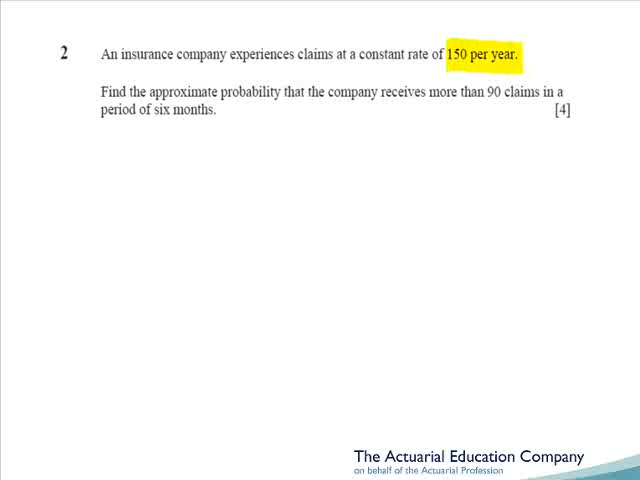 2 An insurance company experiences claims at a constant rate of 150 per year.
Find the approximate probability that the company receives more than 90 claims in a
period of six months. [4]
The Actuarial Education Company
on behalf of the Actuarial Profession